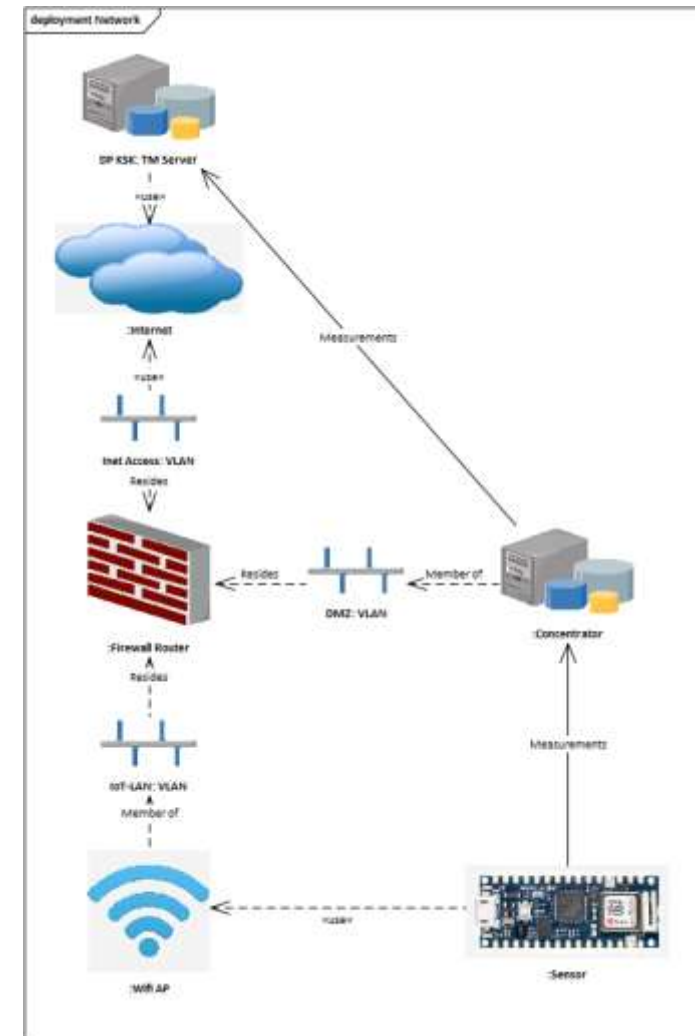 deployment Network
DP KSK: TM Server
«use»
:Internet
Measurements
«use»
Inet Access: VLAN
Resides
Resides
Member of
DMZ: VLAN
:Firewall Router
:Concentrator
Resides
Measurements
IoT-LAN: VLAN
Member of
«use»
:Wifi AP
:Sensor